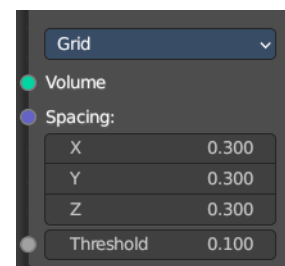 Grid
Volume
Spacing:
X 0.300
Y 0.300
Z 0.300
Threshold 0.100